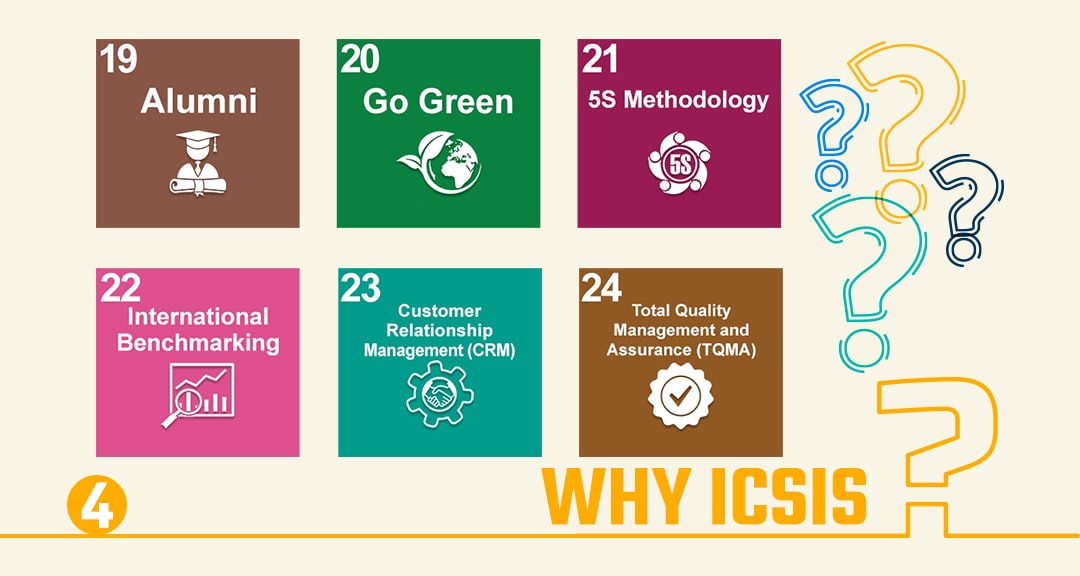 19
Alumni
20
Go Green
21
5S Methodology
5S
22
International
Benchmarking
23
Customer
Relationship
Management (CRM)
24
Total Quality
Management and
Assurance (TQMA)
4
WHY ICSIS ?